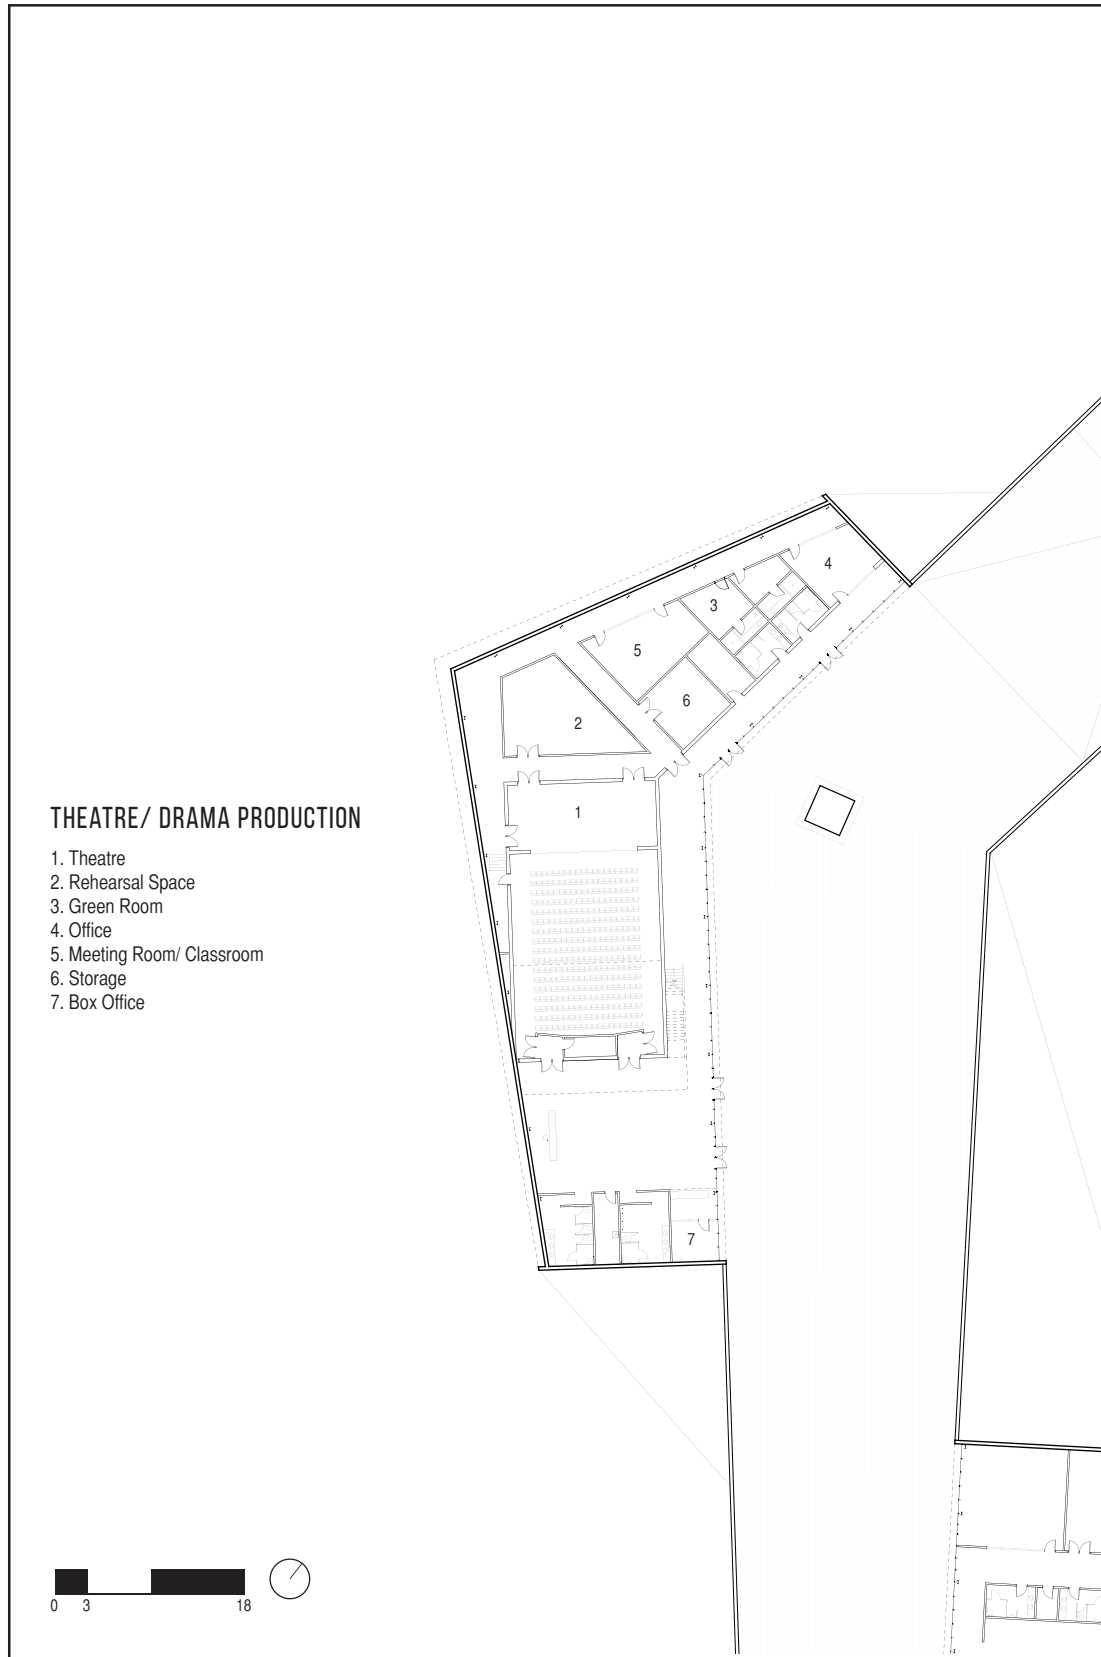 4
3
5
6
2
1
THEATRE/ DRAMA PRODUCTION
1. Theatre
2. Rehearsal Space
3. Green Room
4. Office
5. Meeting Room/ Classroom
6. Storage
7. Box Office
7
0 3 18